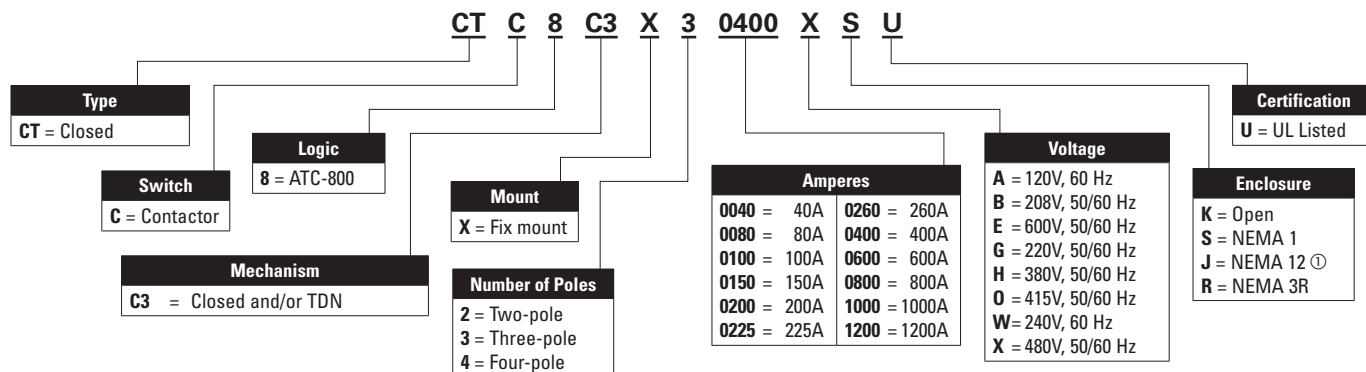 CT C 8 C3 X 3 0400 X S U
Type
CT = Closed
Switch
C = Contactor
Logic
8 = ATC-800
Mechanism
C3 = Closed and/or TDN
Mount
X = Fix mount
Number of Poles
2 = Two-pole
3 = Three-pole
4 = Four-pole
Amperes
0040 = 40A 0260 = 260A
0080 = 80A 0400 = 400A
0100 = 100A 0600 = 600A
0150 = 150A 0800 = 800A
0200 = 200A 1000 = 1000A
0225 = 225A 1200 = 1200A
Voltage
A = 120V, 60 Hz
B = 208V, 50/60 Hz
E = 600V, 50/60 Hz
G = 220V, 50/60 Hz
H = 380V, 50/60 Hz
O = 415V, 50/60 Hz
W= 240V, 60 Hz
X = 480V, 50/60 Hz
Enclosure
K = Open
S = NEMA 1
J = NEMA 12 ①
R = NEMA 3R
Certification
U = UL Listed